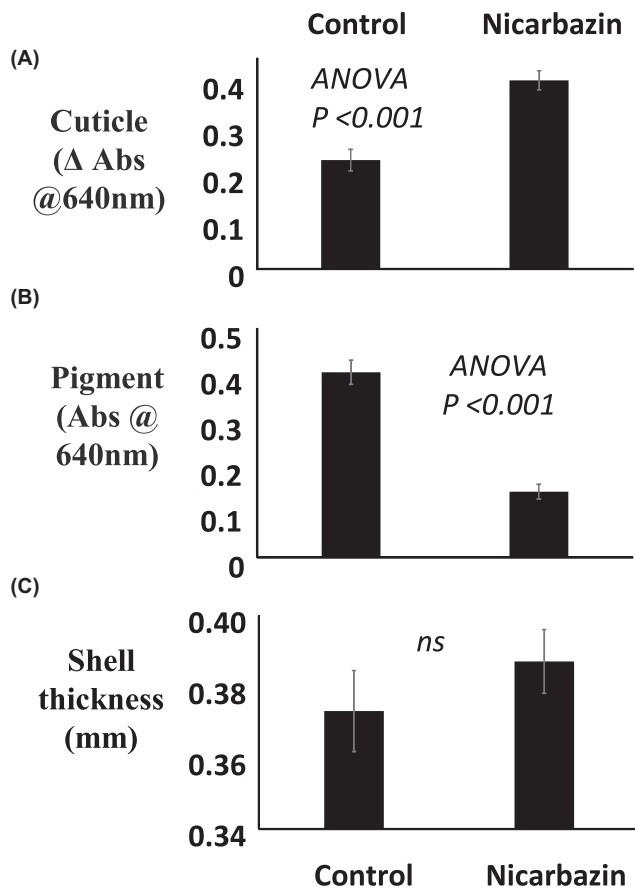 Control Nicarbazin
(A)
Cuticle
(Δ Abs
@640nm)
0.4
0.3
0.2
0.1
0
ANOVA
P <0.001
(B)
Pigment
(Abs @
640nm)
0.5
0.4
0.3
0.2
0.1
0
ANOVA
P <0.001
(C)
Shell
thickness
(mm)
0.40
0.38
0.36
0.34
ns
Control Nicarbazin